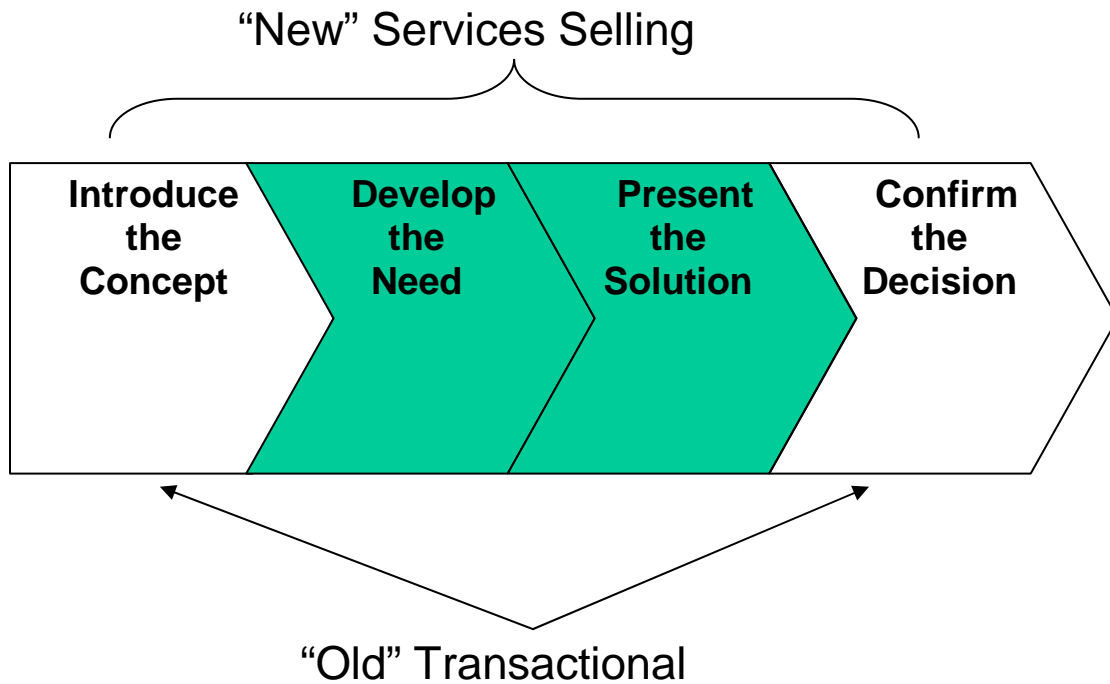 “New” Services Selling
Introduce
the
Concept
Develop
the
Need
Present
the
Solution
Confirm
the
Decision
“Old” Transactional